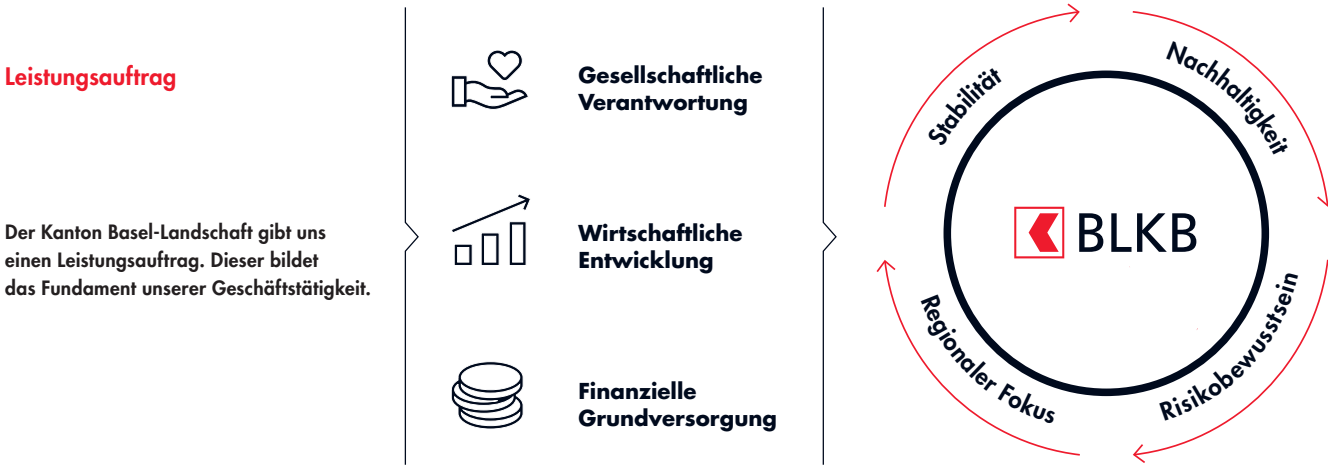 Leistungsauftrag
Der Kanton Basel-Landschaft gibt uns
einen Leistungsauftrag. Dieser bildet
das Fundament unserer Geschäftstätigkeit.
Gesellschaftliche
Verantwortung
Wirtschaftliche
Entwicklung
Finanzielle
Grundversorgung
Stabilität
Nachhaltigkeit
BLKB
Regionaler Fokus
Risikobewusstsein